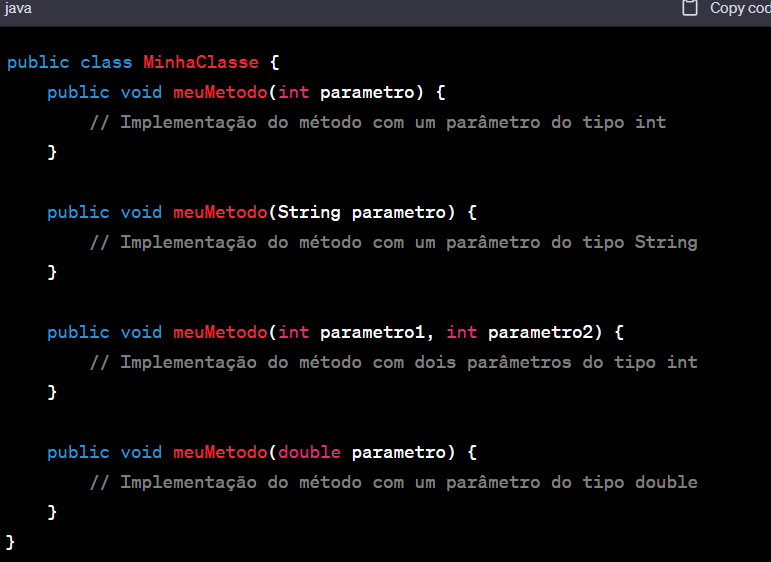 java
Copy cod
public class MinhaClasse {
public void meuMetodo(int parametro) {
// Implementação do método com um parâmetro do tipo int
}
public void meuMetodo(String parametro) {
// Implementação do método com um parâmetro do tipo String
}
public void meuMetodo(int parametro1, int parametro2) {
// Implementação do método com dois parâmetros do tipo int
}
public void meuMetodo(double parametro) {
// Implementação do método com um parâmetro do tipo double
}
}